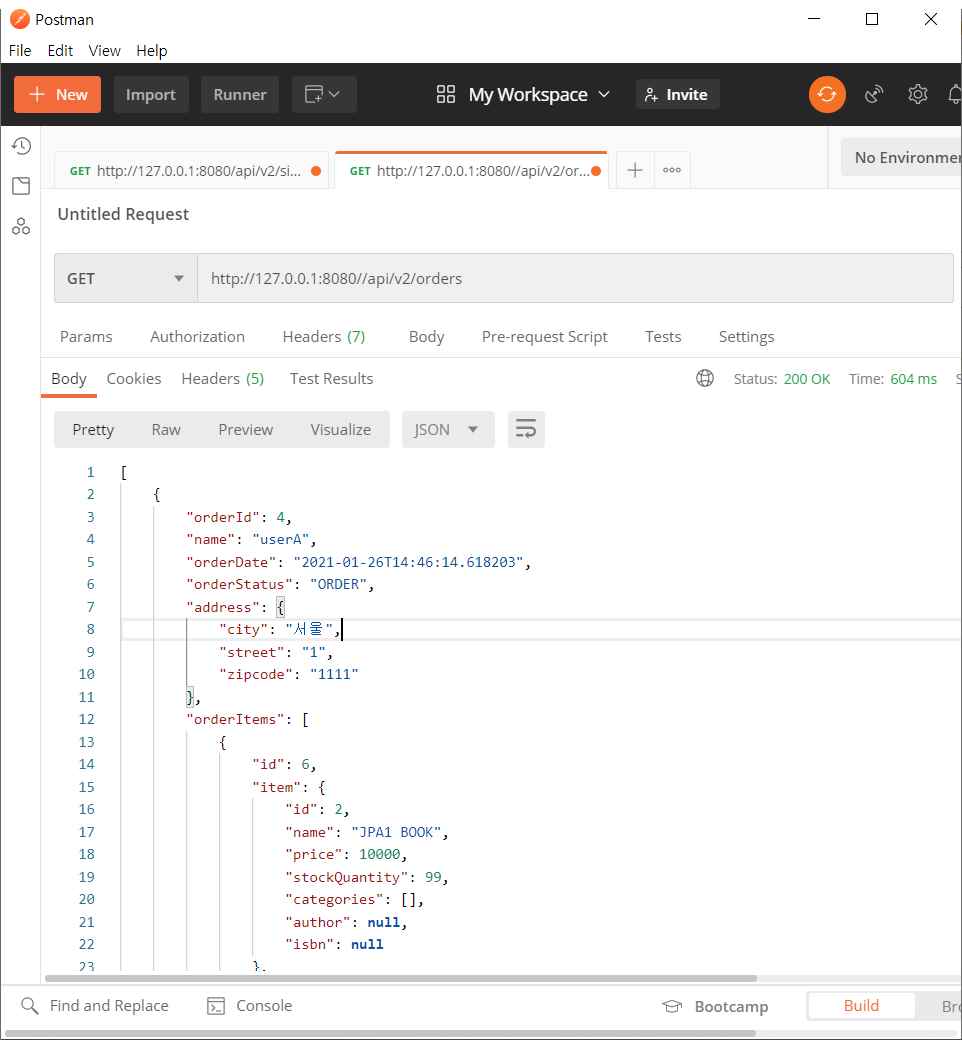 Postman
File Edit View Help
+ New Import Runner My Workspace Invite
GET http://127.0.0.1:8080/api/v2/si... GET http://127.0.0.1:8080//api/v2/or... + ooo No Environmen
Untitled Request
GET http://127.0.0.1:8080//api/v2/orders
Params Authorization Headers (7) Body Pre-request Script Tests Settings
Body Cookies Headers (5) Test Results Status: 200 OK Time: 604 ms S
Pretty Raw Preview Visualize JSON
1 [
2 {
3 "orderId": 4,
4 "name": "userA",
5 "orderDate": "2021-01-26T14:46:14.618203",
6 "orderStatus": "ORDER",
7 "address": {
8 "city": "서울",
9 "street": "1",
10 "zipcode": "1111"
11 },
12 "orderItems": [
13 {
14 "id": 6,
15 "item": {
16 "id": 2,
17 "name": "JPA1 BOOK",
18 "price": 10000,
19 "stockQuantity": 99,
20 "categories": [],
21 "author": null,
22 "isbn": null
23 },
Find and Replace Console Bootcamp Build Bro